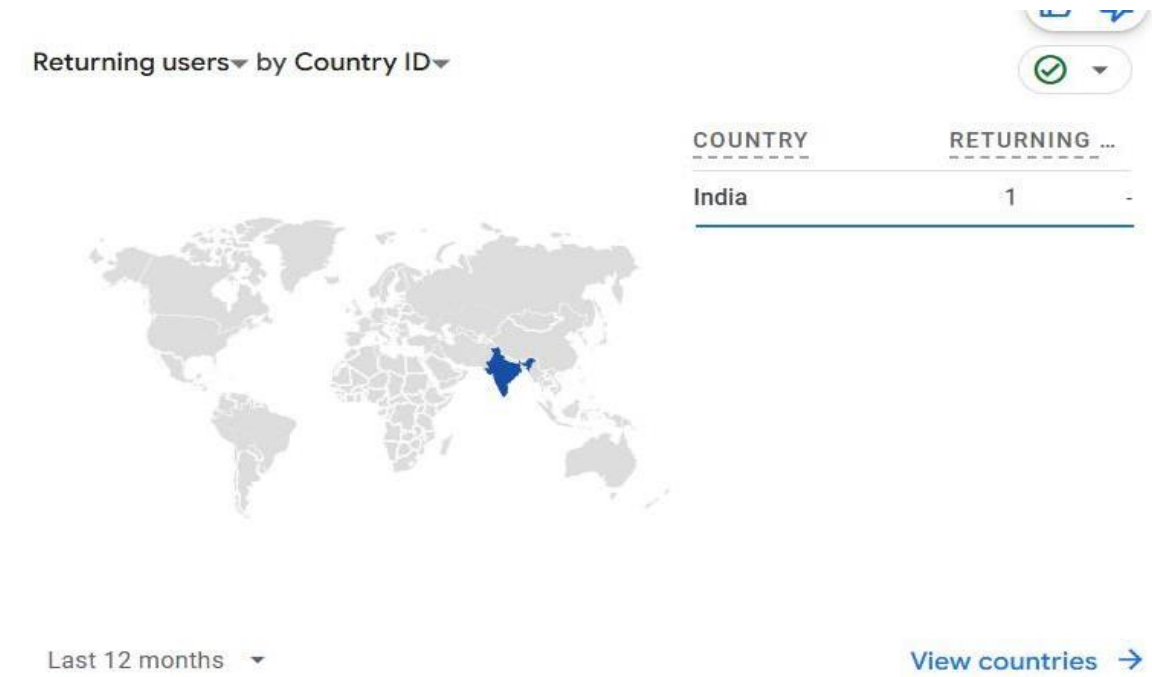 Returning users by Country ID
COUNTRY RETURNING ...
India 1 -
Last 12 months
View countries